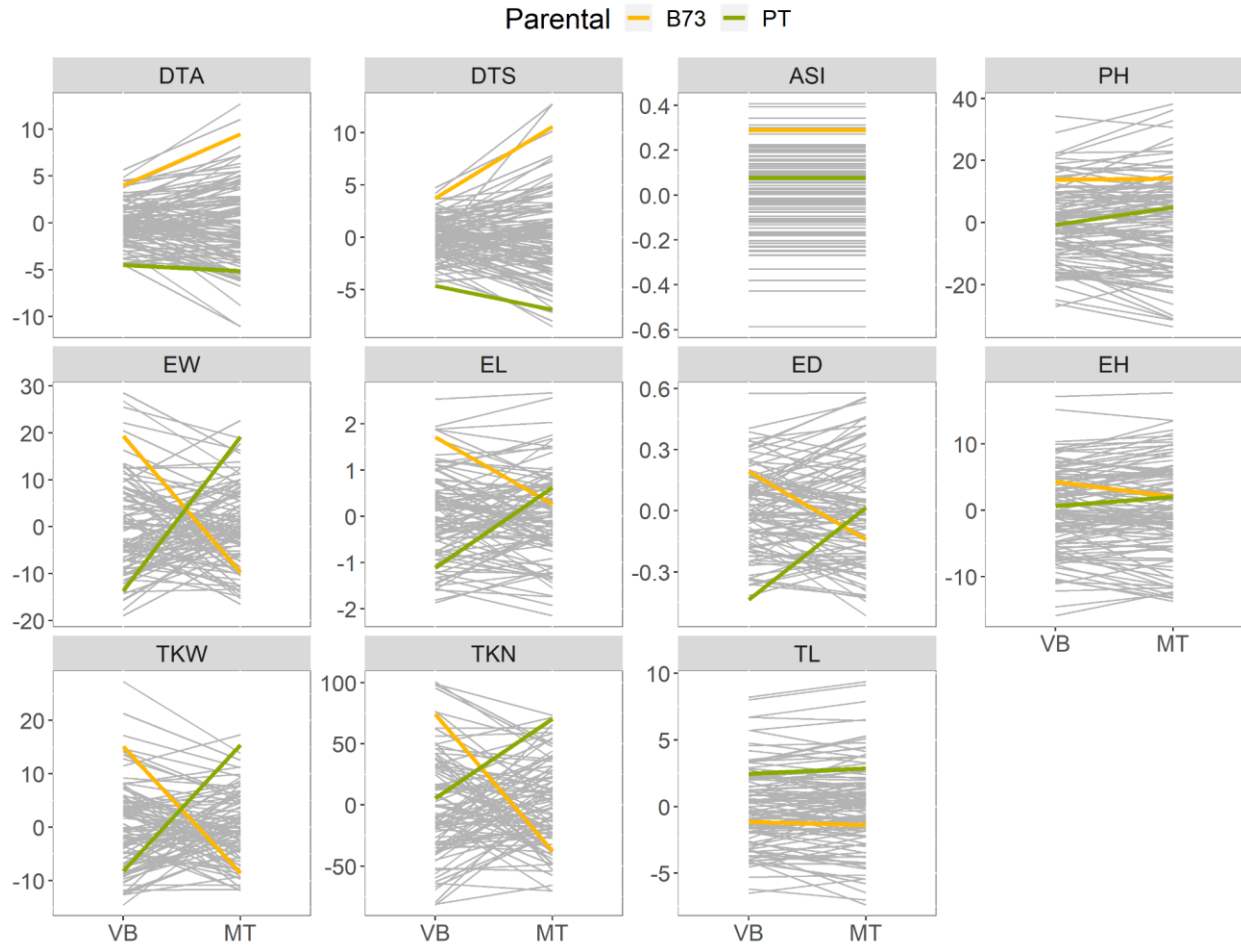 Parental B73 PT
DTA DTS ASI PH
10 5 0 -5 -10
10 5 0 -5
0.4 0.2 0.0 -0.2 -0.4 -0.6
40 20 0 -20
EW EL ED EH
30 20 10 0 -10 -20
2 1 0 -1 -2
0.6 0.3 0.0 -0.3
10 0 -10
VB MT
TKW TKN TL
20 10 0 -10
100 50 0 -50
10 5 0 -5
VB MT VB MT VB MT